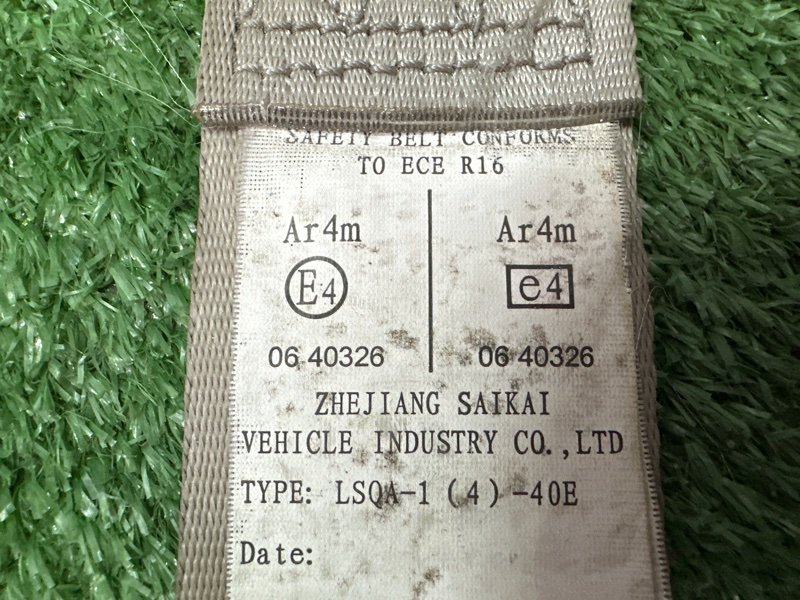 SAFETY BELT CONFORMS
TO ECE R16
Ar4m Ar4m
E4 e4
06 40326 06 40326
ZHEJIANG SAIKAI
VEHICLE INDUSTRY CO.,LTD
TYPE: LSQA-1(4)-40E
Date: